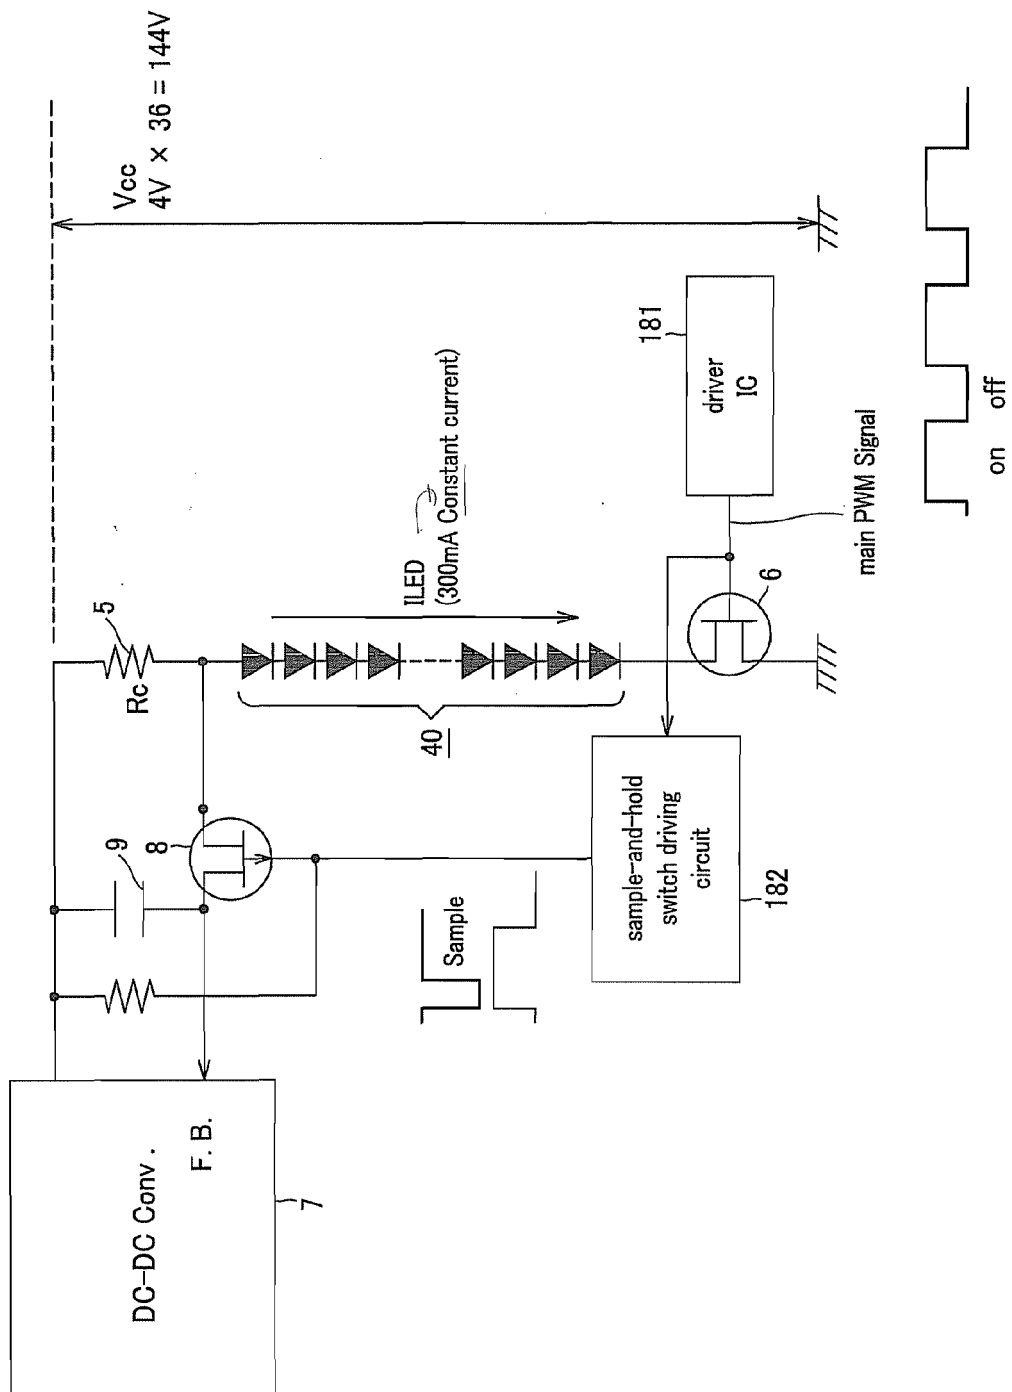 DC-DC Conv.
F. B.
7
9
8
5
Rc
Vcc
4V × 36 = 144V
Sample
40
ILED
(300mA Constant current)
sample-and-hold
switch driving
circuit
182
181
driver
IC
6
main PWM Signal
on off